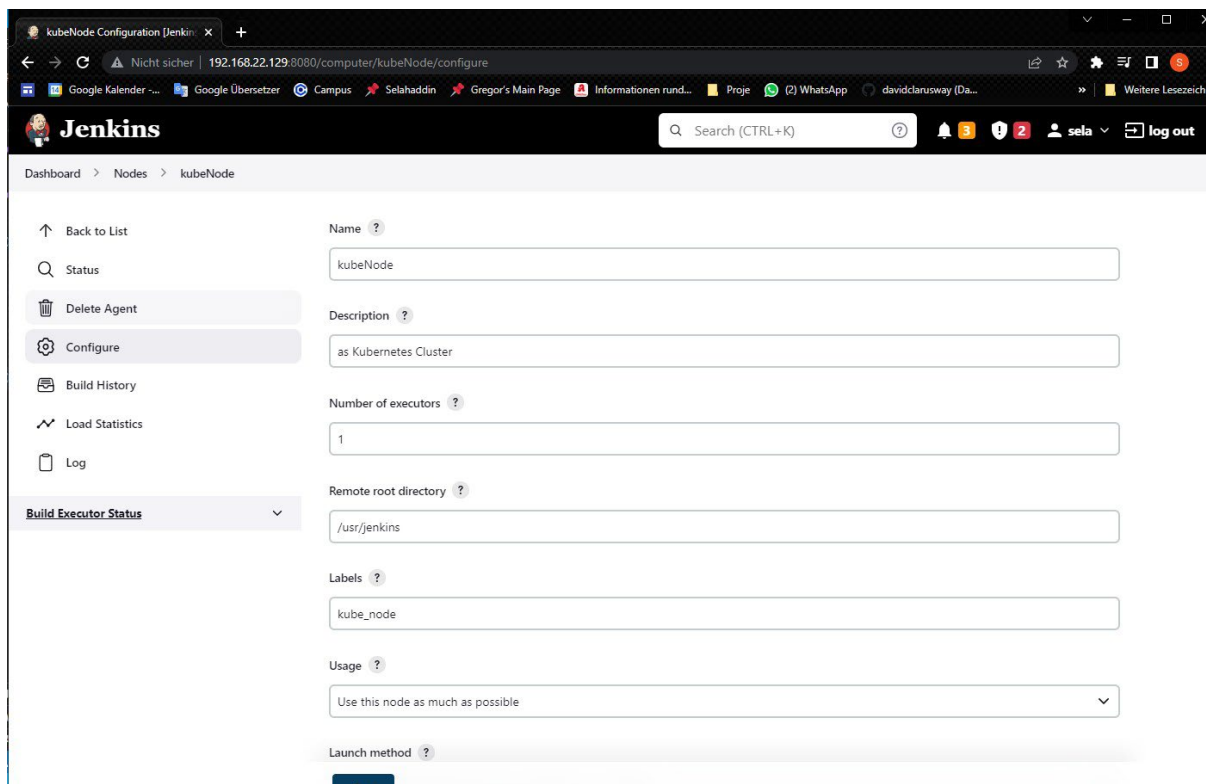 kubeNode Configuration [Jenkin
Nicht sicher 192.168.22.129:8080/computer/kubeNode/configure
S
Google Kalender -... Google Übersetzer Campus Selahaddin Gregor's Main Page Informationen rund... Proje (2) WhatsApp davidclarusway (Da... » Weitere Lesezeich
Jenkins
Search (CTRL+K)
3
2
sela
log out
Dashboard > Nodes > kubeNode
Back to List
Status
Delete Agent
Configure
Build History
Load Statistics
Log
Build Executor Status
Name ?
kubeNode
Description ?
as Kubernetes Cluster
Number of executors ?
1
Remote root directory ?
/usr/jenkins
Labels ?
kube_node
Usage ?
Use this node as much as possible
Launch method ?